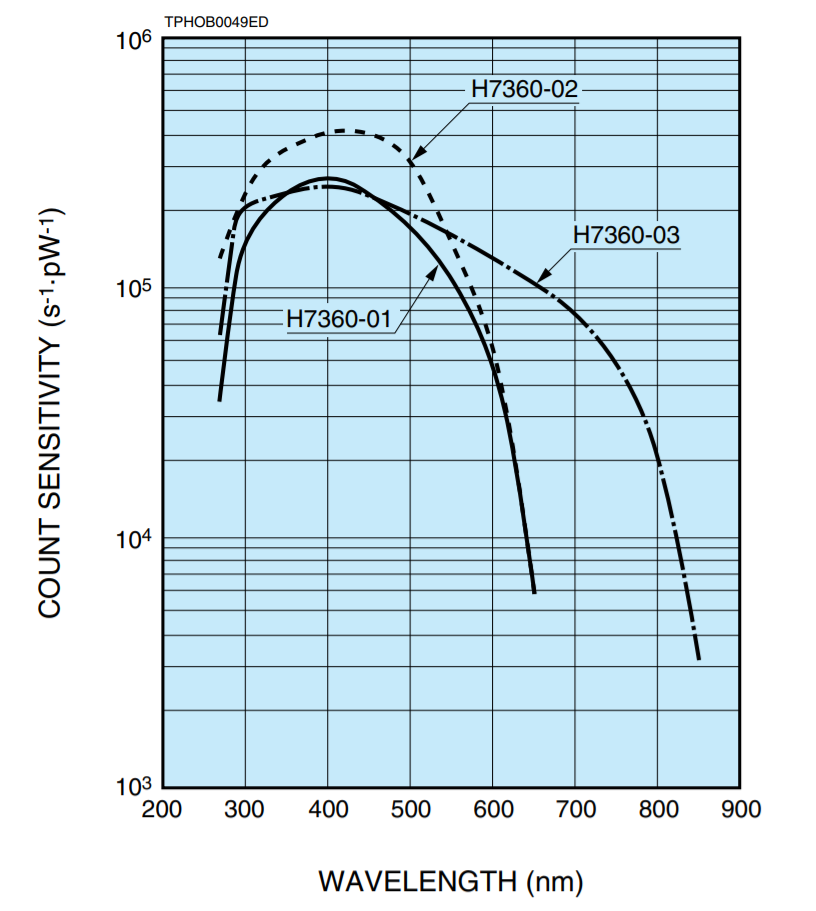 TPHOB0049ED
10⁶
H7360-02
H7360-03
10⁵
H7360-01
10⁴
10³
200 300 400 500 600 700 800 900
COUNT SENSITIVITY (s⁻¹·pW⁻¹)
WAVELENGTH (nm)